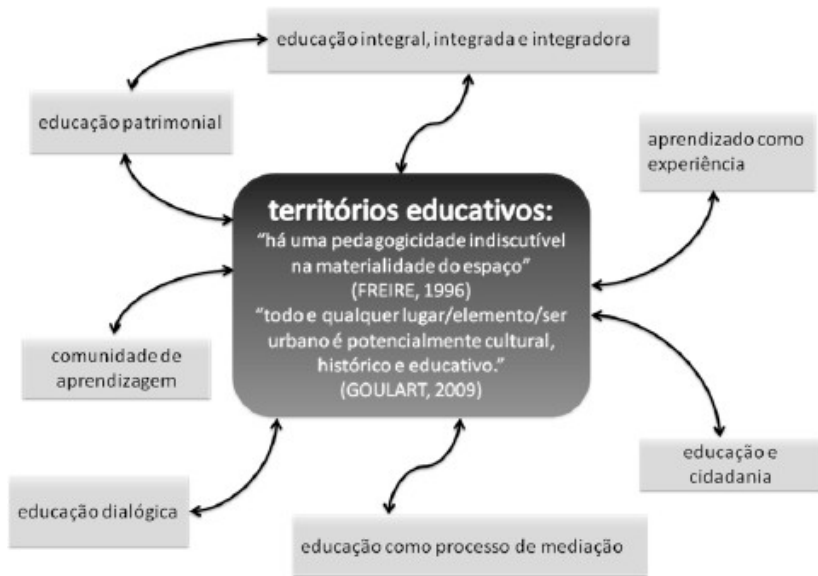 educação integral, integrada e integradora
educação patrimonial
aprendizado como
experiência
territórios educativos:
“há uma pedagogicidade indiscutível
na materialidade do espaço”
(FREIRE, 1996)
“todo e qualquer lugar/elemento/ser
urbano é potencialmente cultural,
histórico e educativo.”
(GOULART, 2009)
comunidade de
aprendizagem
educação e
cidadania
educação dialógica
educação como processo de mediação